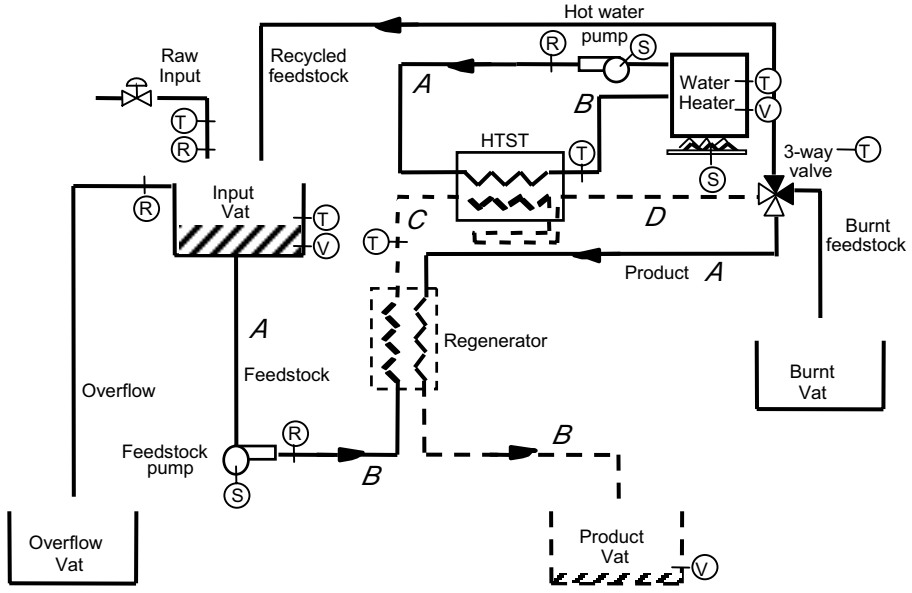 Hot water
pump
R
S
Raw
Input
Recycled
feedstock
A
B
Water
Heater
T
V
T
R
HTST
T
S
3-way
valve
T
R
Input
Vat
T
V
C
D
T
Burnt
feedstock
Product
A
A
Regenerator
Overflow
Feedstock
Burnt
Vat
Feedstock
pump
R
S
B
B
Overflow
Vat
Product
Vat
V